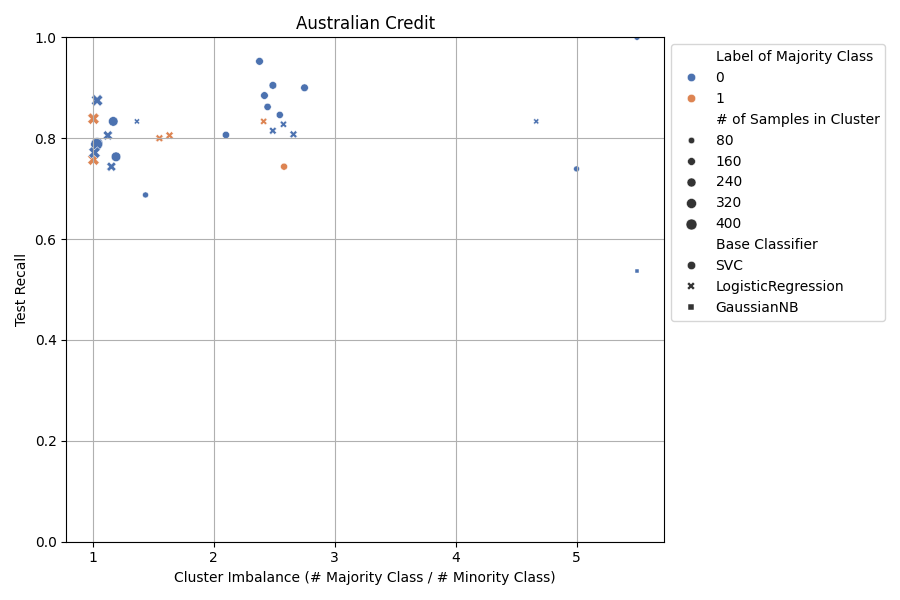 Australian Credit
1.0
0.8
0.6
0.4
0.2
0.0
Test Recall
1
2
3
4
5
Cluster Imbalance (# Majority Class / # Minority Class)
Label of Majority Class
0
1
# of Samples in Cluster
80
160
240
320
400
Base Classifier
SVC
LogisticRegression
GaussianNB